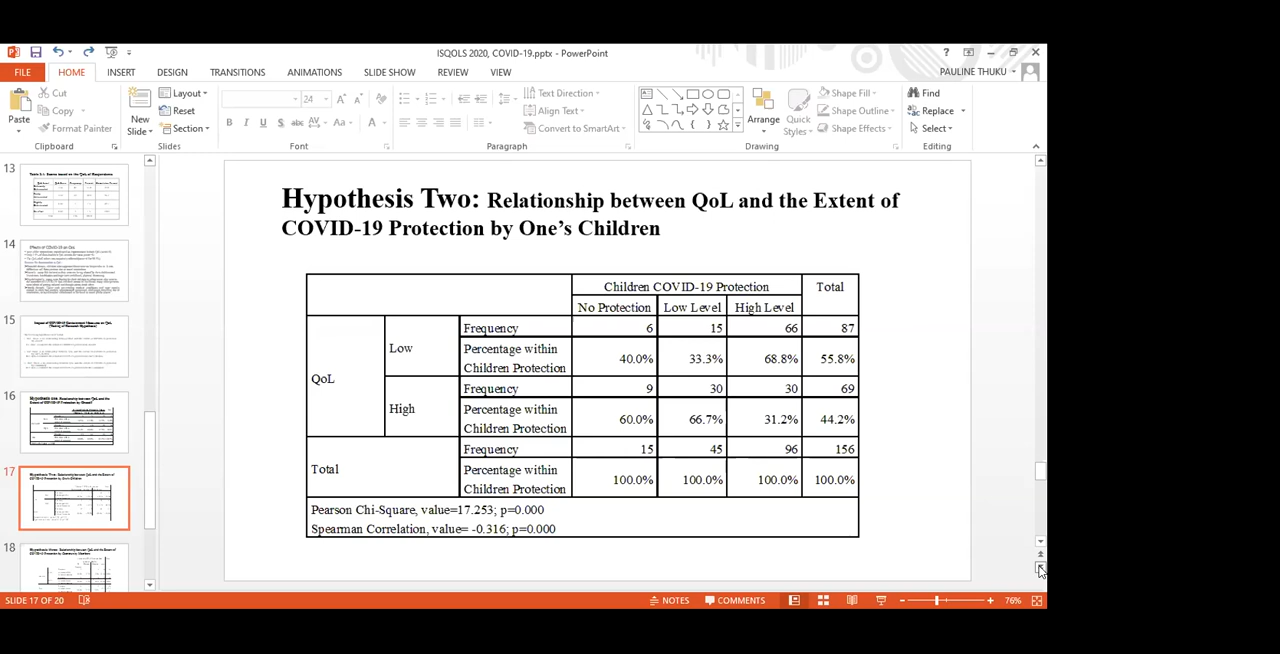 ISQOLS 2020, COVID-19.pptx - PowerPoint
FILE HOME INSERT DESIGN TRANSITIONS ANIMATIONS SLIDE SHOW REVIEW VIEW PAULINE THUKU
Paste
Cut
Copy
Format Painter
Clipboard
New Slide
Layout
Reset
Section
Slides
24
Font
Text Direction
Align Text
Convert to SmartArt
Paragraph
Arrange
Quick Styles
Shape Fill
Shape Outline
Shape Effects
Drawing
Find
Replace
Select
Editing
13
14
15
16
17
18
Hypothesis Two: Relationship between QoL and the Extent of
COVID-19 Protection by One's Children
Children COVID-19 Protection Total
No Protection Low Level High Level
QoL
Low
Frequency 6 15 66 87
Percentage within
Children Protection 40.0% 33.3% 68.8% 55.8%
High
Frequency 9 30 30 69
Percentage within
Children Protection 60.0% 66.7% 31.2% 44.2%
Total
Frequency 15 45 96 156
Percentage within
Children Protection 100.0% 100.0% 100.0% 100.0%
Pearson Chi-Square, value=17.253; p=0.000
Spearman Correlation, value= -0.316; p=0.000
SLIDE 17 OF 20 NOTES COMMENTS 76%